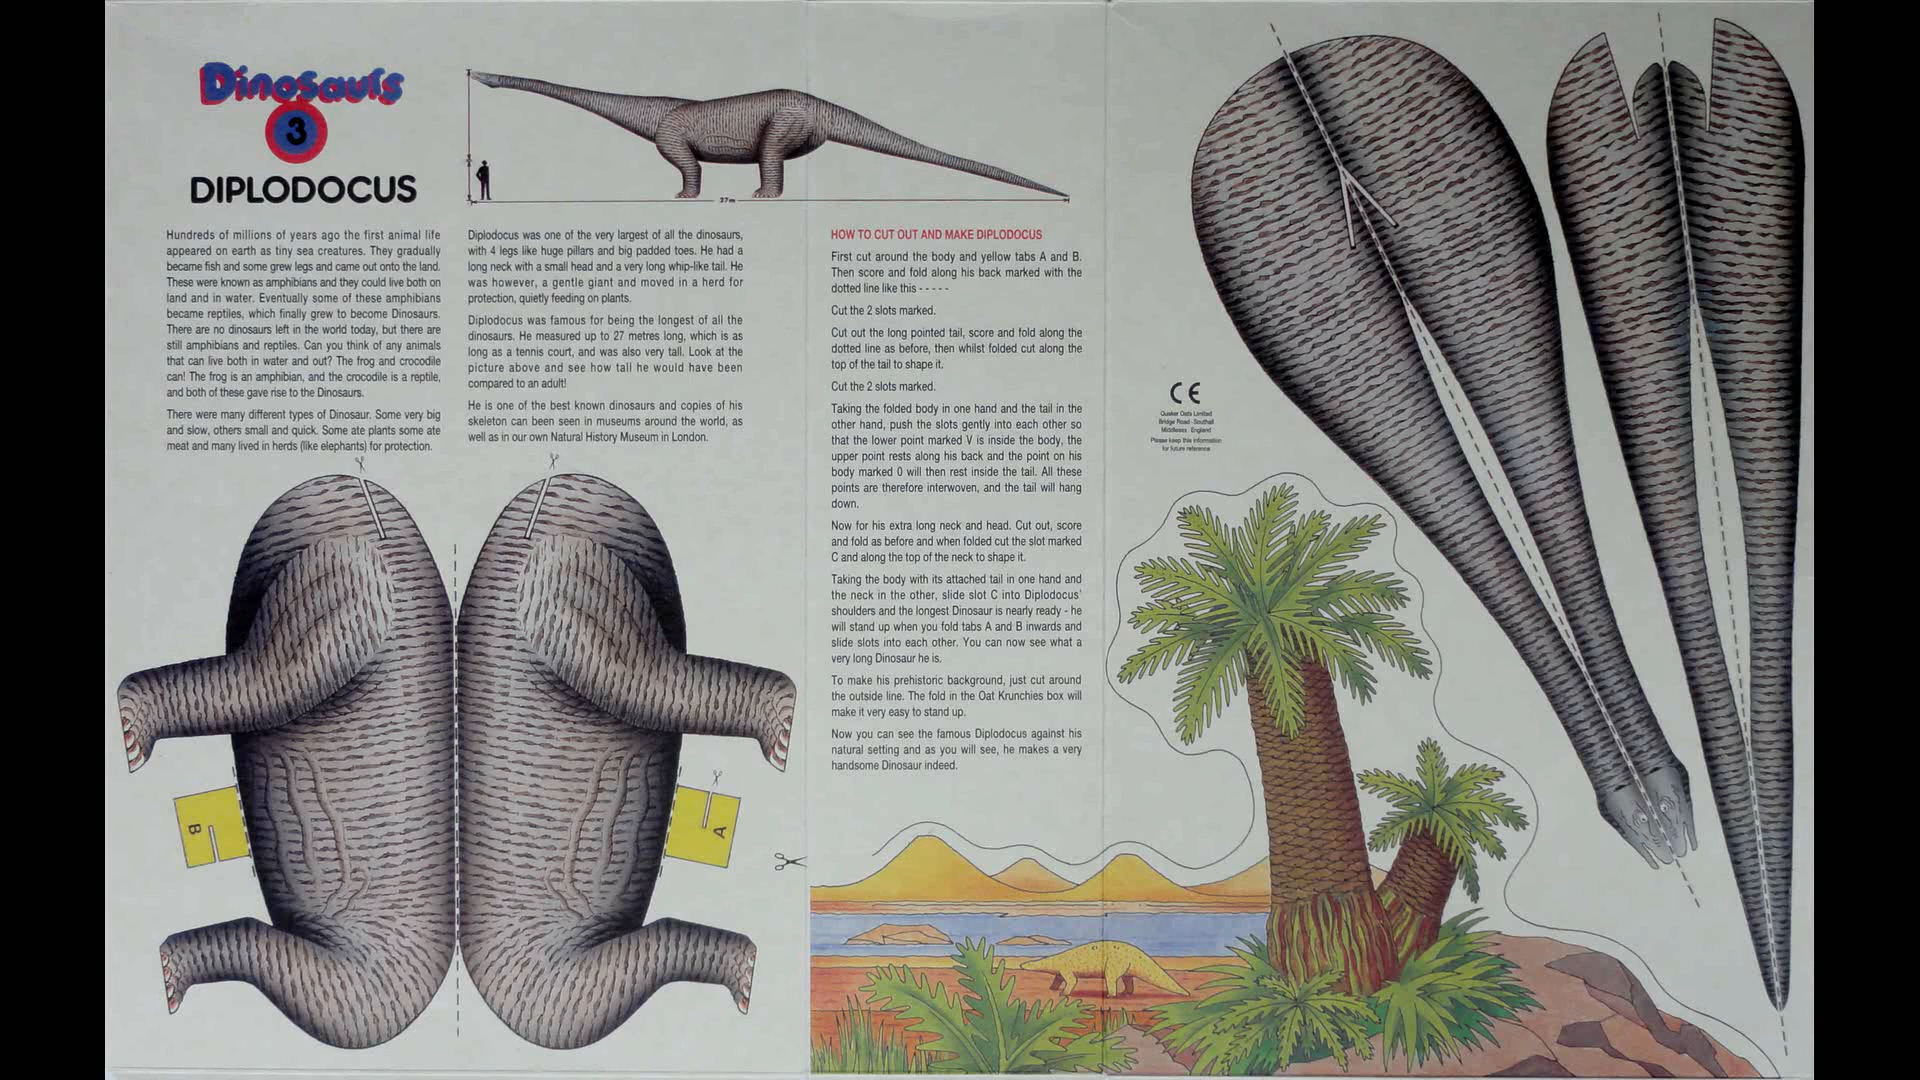 Dinosaurs
3
DIPLODOCUS
Hundreds of millions of years ago the first animal life
appeared on earth as tiny sea creatures. They gradually
became fish and some grew legs and came out onto the land.
These were known as amphibians and they could live both on
land and in water. Eventually some of these amphibians
became reptiles, which finally grew to become Dinosaurs.
There are no dinosaurs left in the world today, but there are
still amphibians and reptiles. Can you think of any animals
that can live both in water and out? The frog and crocodile
can! The frog is an amphibian, and the crocodile is a reptile,
and both of these gave rise to the Dinosaurs.
There were many different types of Dinosaur. Some very big
and slow, others small and quick. Some ate plants some ate
meat and many lived in herds (like elephants) for protection.
27m
Diplodocus was one of the very largest of all the dinosaurs,
with 4 legs like huge pillars and big padded toes. He had a
long neck with a small head and a very long whip-like tail. He
was however, a gentle giant and moved in a herd for
protection, quietly feeding on plants.
Diplodocus was famous for being the longest of all the
dinosaurs. He measured up to 27 metres long, which is as
long as a tennis court, and was also very tall. Look at the
picture above and see how tall he would have been
compared to an adult!
He is one of the best known dinosaurs and copies of his
skeleton can been seen in museums around the world, as
well as in our own Natural History Museum in London.
HOW TO CUT OUT AND MAKE DIPLODOCUS
First cut around the body and yellow tabs A and B.
Then score and fold along his back marked with the
dotted line like this - - - - -
Cut the 2 slots marked.
Cut out the long pointed tail, score and fold along the
dotted line as before, then whilst folded cut along the
top of the tail to shape it.
Cut the 2 slots marked.
Taking the folded body in one hand and the tail in the
other hand, push the slots gently into each other so
that the lower point marked V is inside the body, the
upper point rests along his back and the point on his
body marked 0 will then rest inside the tail. All these
points are therefore interwoven, and the tail will hang
down.
Now for his extra long neck and head. Cut out, score
and fold as before and when folded cut the slot marked
C and along the top of the neck to shape it.
Taking the body with its attached tail in one hand and
the neck in the other, slide slot C into Diplodocus'
shoulders and the longest Dinosaur is nearly ready - he
will stand up when you fold tabs A and B inwards and
slide slots into each other. You can now see what a
very long Dinosaur he is.
To make his prehistoric background, just cut around
the outside line. The fold in the Oat Krunchies box will
make it very easy to stand up.
Now you can see the famous Diplodocus against his
natural setting and as you will see, he makes a very
handsome Dinosaur indeed.
CE
Quaker Oats Limited
Bridge Road - Southall
Middlesex - England
Please keep this information
for future reference
B
A